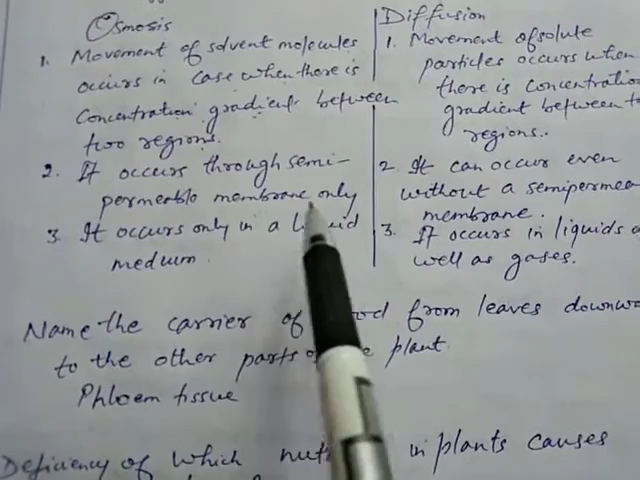 Osmosis
1. Movement of solvent molecules
occurs in case when there is
Concentration gradient between
two regions.
2. It occurs through semi-
permeable membrane only
3. It occurs only in a
medium.
Diffusion
1. Movement of solute
particles occurs when
there is concentration
gradient between
regions.
2. It can occur even
without a
membrane.
3. It occurs in liquids
well as gases.
Name the carrier of from leaves
to the other parts plant.
Phloem tissue
Deficiency of which in plants causes